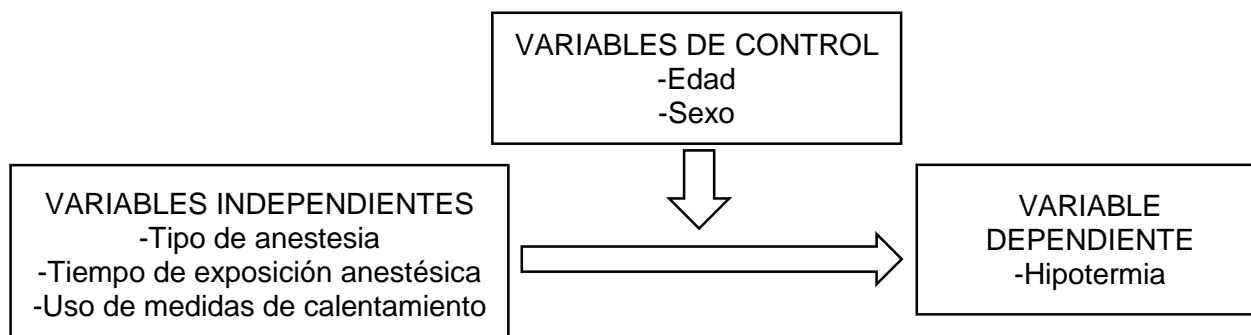 VARIABLES DE CONTROL
-Edad
-Sexo
VARIABLES INDEPENDIENTES
-Tipo de anestesia
-Tiempo de exposición anestésica
-Uso de medidas de calentamiento
VARIABLE
DEPENDIENTE
-Hipotermia